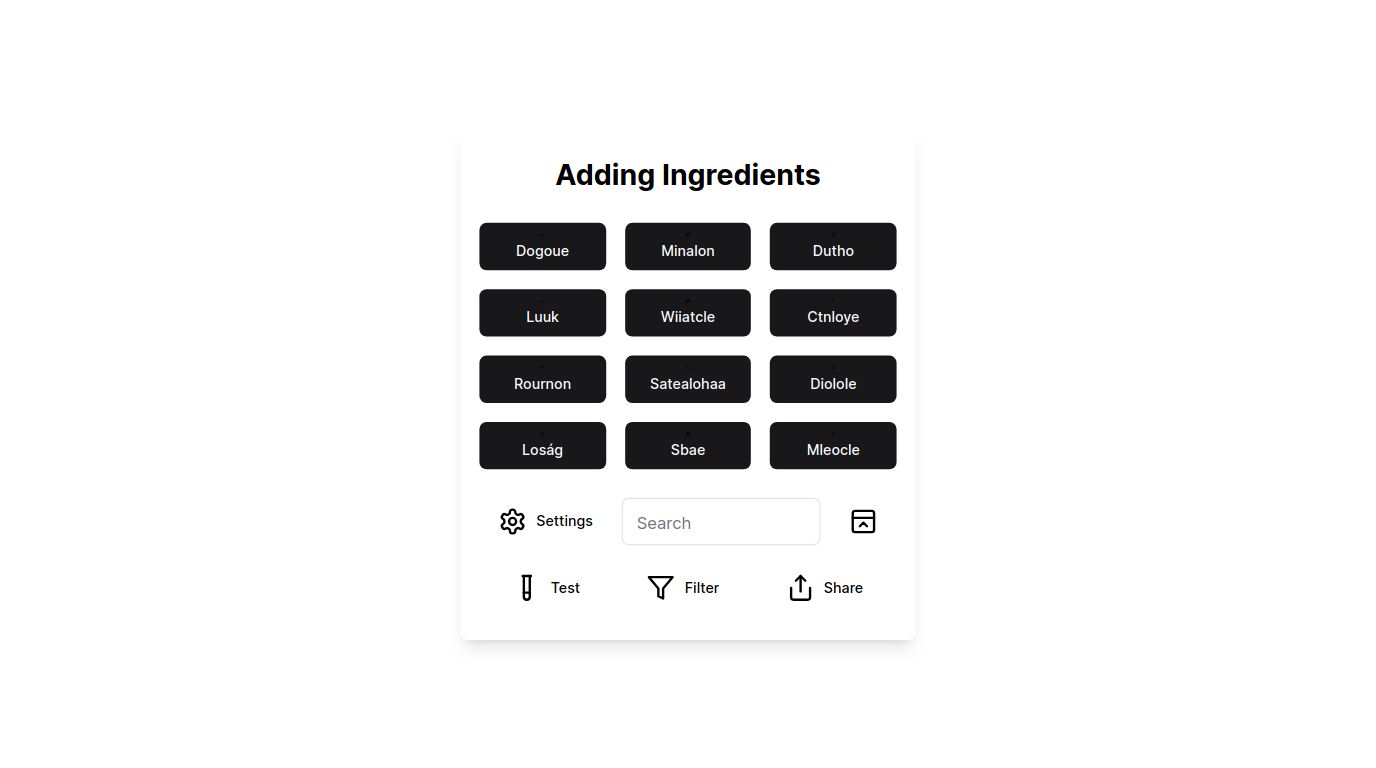 Adding Ingredients
Dogoue Minalon Dutho
Luuk Wiiatcle Ctnloye
Rournon Satealohaa Diolole
Loság Sbae Mleocle
Settings Search
Test Filter Share